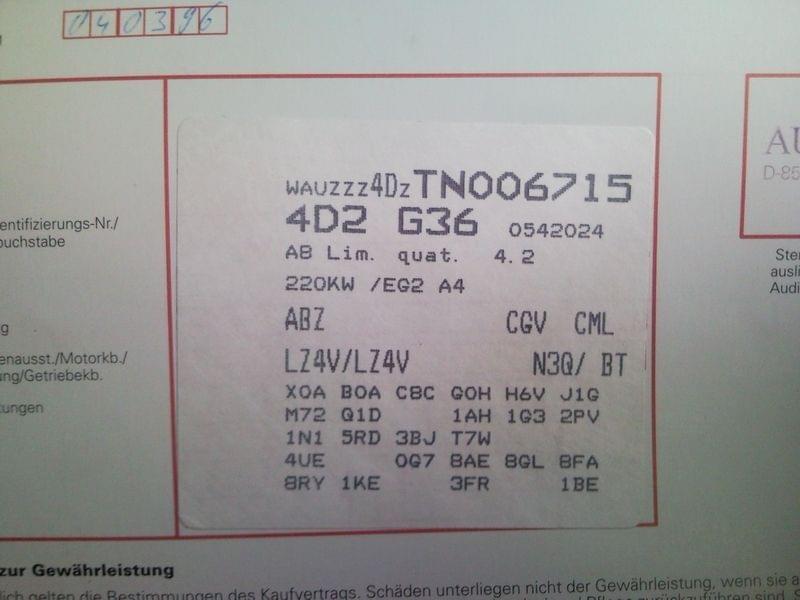 040396
WAUZZZ4DZTN006715
4D2 G36 0542024
A8 Lim. quat. 4.2
220KW /EG2 A4
ABZ CGV CML
LZ4V/LZ4V N3Q/ BT
X0A B0A C8C G0H H6V J1G
M72 Q1D 1AH 1G3 2PV
1N1 5RD 3BJ T7W
4UE 0G7 8AE 8GL 8FA
8RY 1KE 3FR 1BE
entifizierungs-Nr./
ouchstabe
g
enausst./Motorkb./
ung/Getriebekb.
tungen
AU
D-85
Ste
ausli
Audi
zur Gewährleistung
lich gelten die Bestimmungen des Kaufvertrags. Schäden unterliegen nicht der Gewährleistung, wenn sie a